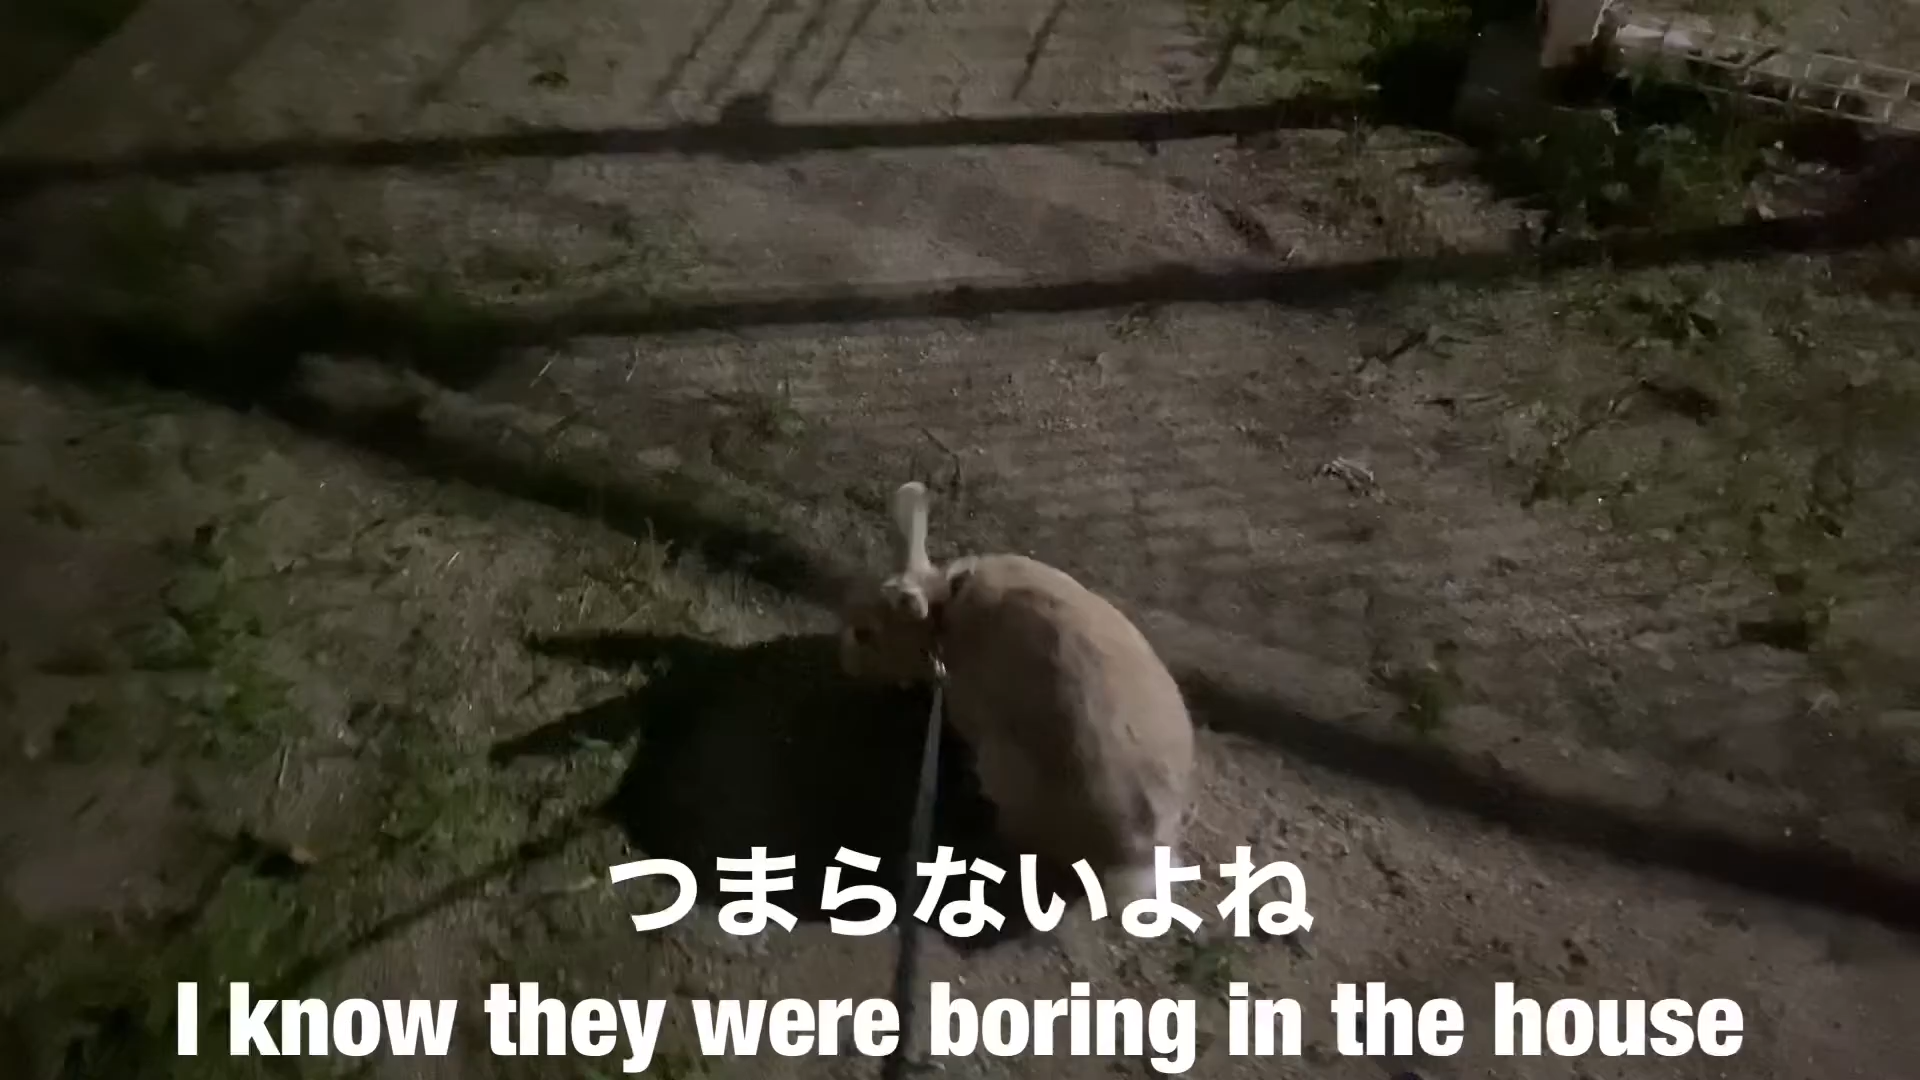 つまらないよね
I know they were boring in the house